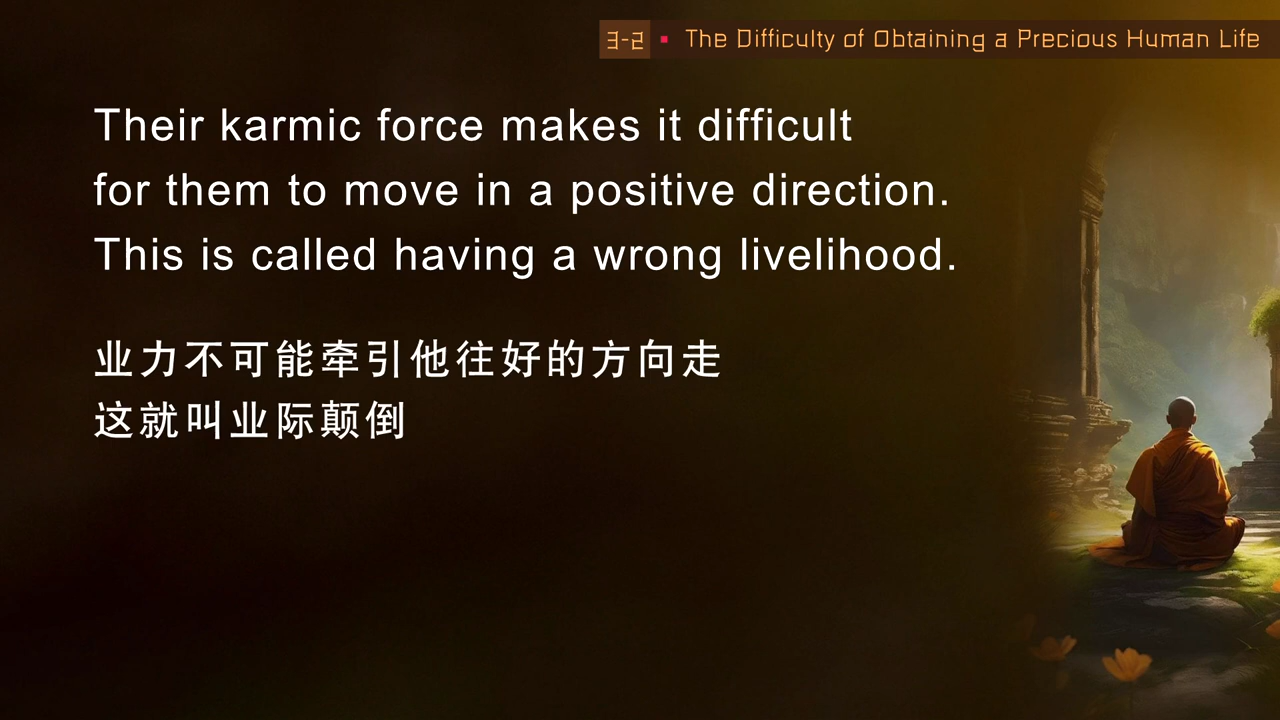 3-2 ▪ The Difficulty of Obtaining a Precious Human Life
Their karmic force makes it difficult
for them to move in a positive direction.
This is called having a wrong livelihood.
业力不可能牵引他往好的方向走
这就叫业际颠倒